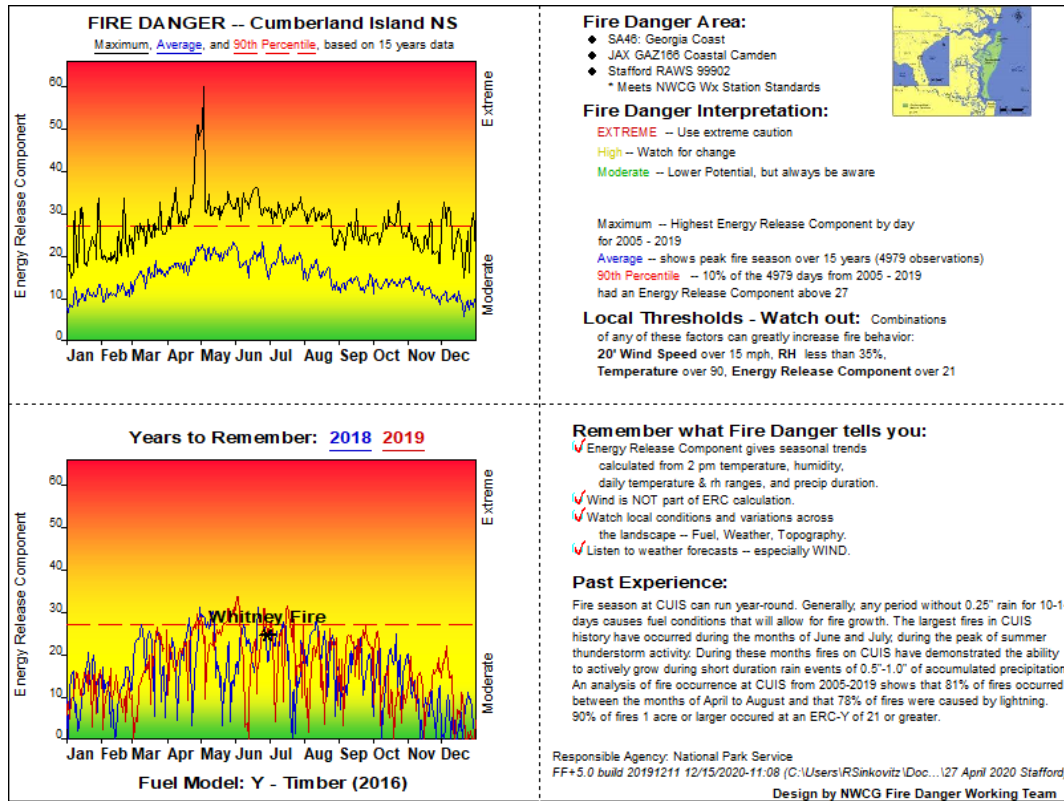 FIRE DANGER -- Cumberland Island NS
Maximum, Average, and 90th Percentile, based on 15 years data
Energy Release Component
60
50
40
30
20
10
0
Extreme
Moderate
Jan Feb Mar Apr May Jun Jul Aug Sep Oct Nov Dec
Fire Danger Area:
SA46: Georgia Coast
JAX GAZ166 Coastal Camden
Stafford RAWS 99902
* Meets NWCG Wx Station Standards
Fire Danger Interpretation:
EXTREME -- Use extreme caution
High -- Watch for change
Moderate -- Lower Potential, but always be aware
Maximum -- Highest Energy Release Component by day
for 2005 - 2019
Average -- shows peak fire season over 15 years (4979 observations)
90th Percentile -- 10% of the 4979 days from 2005 - 2019
had an Energy Release Component above 27
Local Thresholds - Watch out: Combinations
of any of these factors can greatly increase fire behavior:
20' Wind Speed over 15 mph, RH less than 35%,
Temperature over 90, Energy Release Component over 21
Years to Remember: 2018 2019
Energy Release Component
60
50
40
30
20
10
0
Extreme
Moderate
Whitney Fire
Jan Feb Mar Apr May Jun Jul Aug Sep Oct Nov Dec
Fuel Model: Y - Timber (2016)
Remember what Fire Danger tells you:
Energy Release Component gives seasonal trends
calculated from 2 pm temperature, humidity,
daily temperature & rh ranges, and precip duration.
Wind is NOT part of ERC calculation.
Watch local conditions and variations across
the landscape -- Fuel, Weather, Topography.
Listen to weather forecasts -- especially WIND.
Past Experience:
Fire season at CUIS can run year-round. Generally, any period without 0.25" rain for 10-1
days causes fuel conditions that will allow for fire growth. The largest fires in CUIS
history have occurred during the months of June and July, during the peak of summer
thunderstorm activity. During these months fires on CUIS have demonstrated the ability
to actively grow during short duration rain events of 0.5"-1.0" of accumulated precipitation
An analysis of fire occurrence at CUIS from 2005-2019 shows that 81% of fires occurred
between the months of April to August and that 78% of fires were caused by lightning.
90% of fires 1 acre or larger occured at an ERC-Y of 21 or greater.
Responsible Agency: National Park Service
FF+5.0 build 20191211 12/15/2020-11:08 (C:\Users\RSinkovitz\Doc...\27 April 2020 Stafford
Design by NWCG Fire Danger Working Team